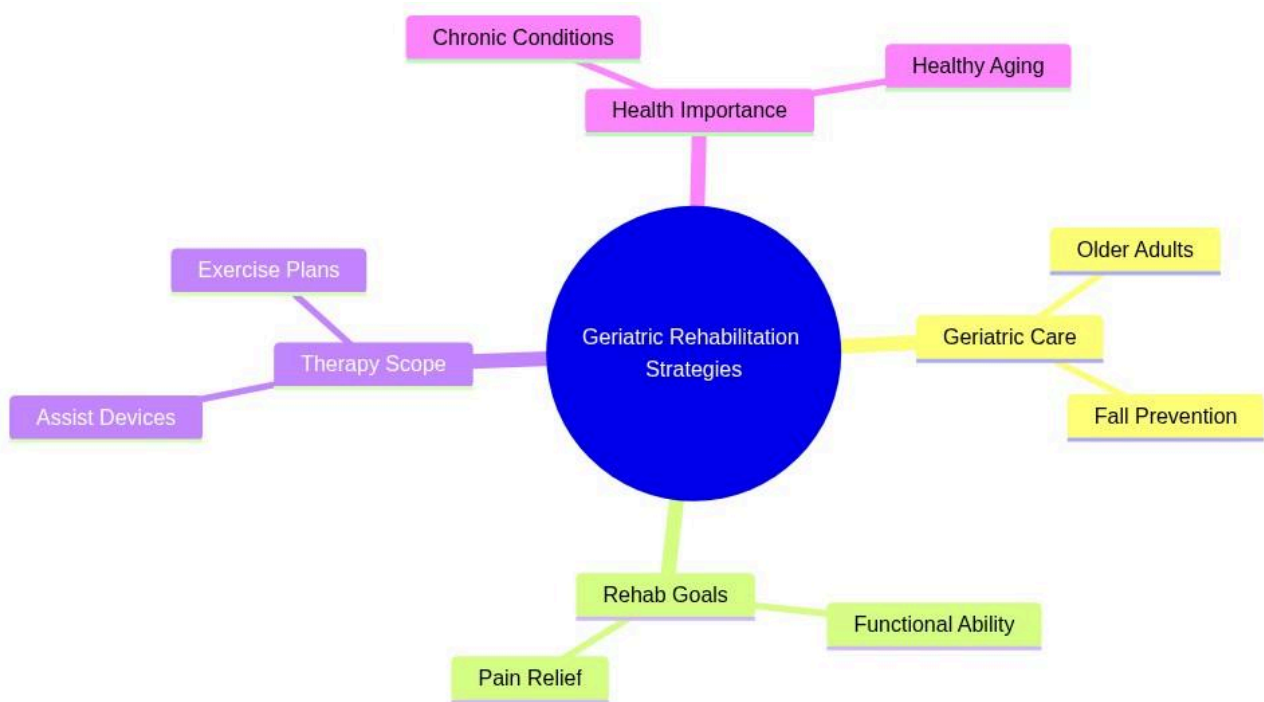 Chronic Conditions
Healthy Aging
Health Importance
Older Adults
Exercise Plans
Geriatric Rehabilitation
Strategies
Geriatric Care
Therapy Scope
Assist Devices
Fall Prevention
Rehab Goals
Functional Ability
Pain Relief